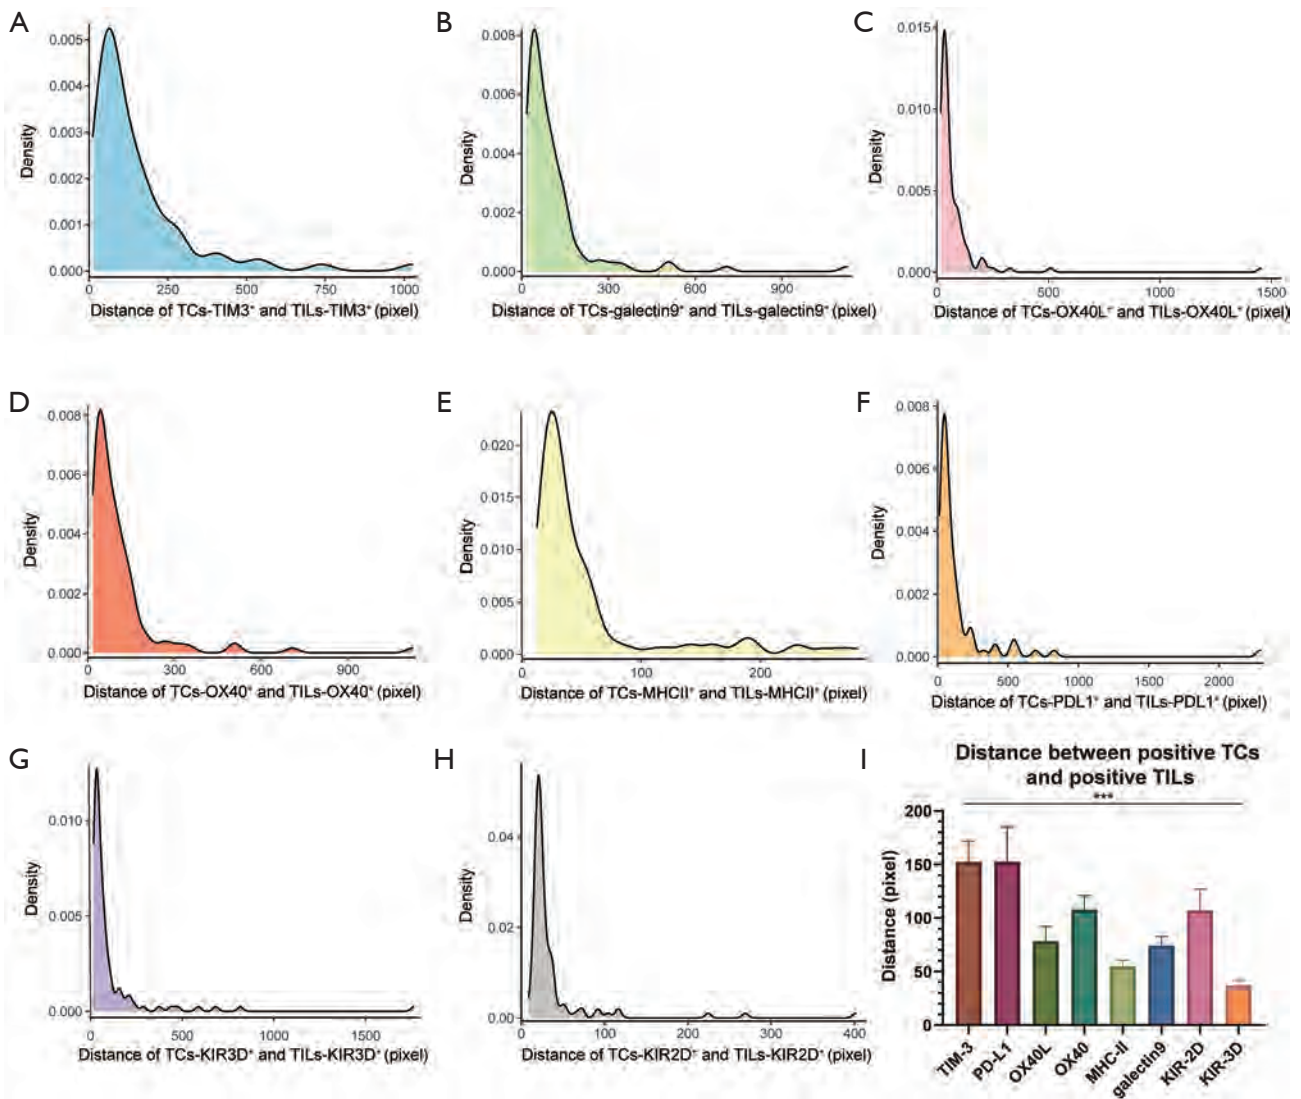 A
0.005
0.004
0.003
0.002
0.001
0.000
Density
0 250 500 750 1000
Distance of TCs-TIM3⁺ and TILs-TIM3⁺ (pixel)
B
0.008
0.006
0.004
0.002
0.000
Density
0 300 600 900
Distance of TCs-galectin9⁺ and TILs-galectin9⁺ (pixel)
C
0.015
0.010
0.005
0.000
Density
0 500 1000 1500
Distance of TCs-OX40L⁺ and TILs-OX40L⁺ (pixel)
D
0.008
0.006
0.004
0.002
0.000
Density
0 300 600 900
Distance of TCs-OX40⁺ and TILs-OX40⁺ (pixel)
E
0.020
0.015
0.010
0.005
0.000
Density
0 100 200
Distance of TCs-MHCII⁺ and TILs-MHCII⁺ (pixel)
F
0.008
0.006
0.004
0.002
0.000
Density
0 500 1000 1500 2000
Distance of TCs-PDL1⁺ and TILs-PDL1⁺ (pixel)
G
0.010
0.005
0.000
Density
0 500 1000 1500
Distance of TCs-KIR3D⁺ and TILs-KIR3D⁺ (pixel)
H
0.04
0.02
0.00
Density
0 100 200 300 400
Distance of TCs-KIR2D⁺ and TILs-KIR2D⁺ (pixel)
I
Distance between positive TCs
and positive TILs
***
200
150
100
50
0
Distance (pixel)
TIM-3 PD-L1 OX40L OX40 MHC-II galectin9 KIR-2D KIR-3D